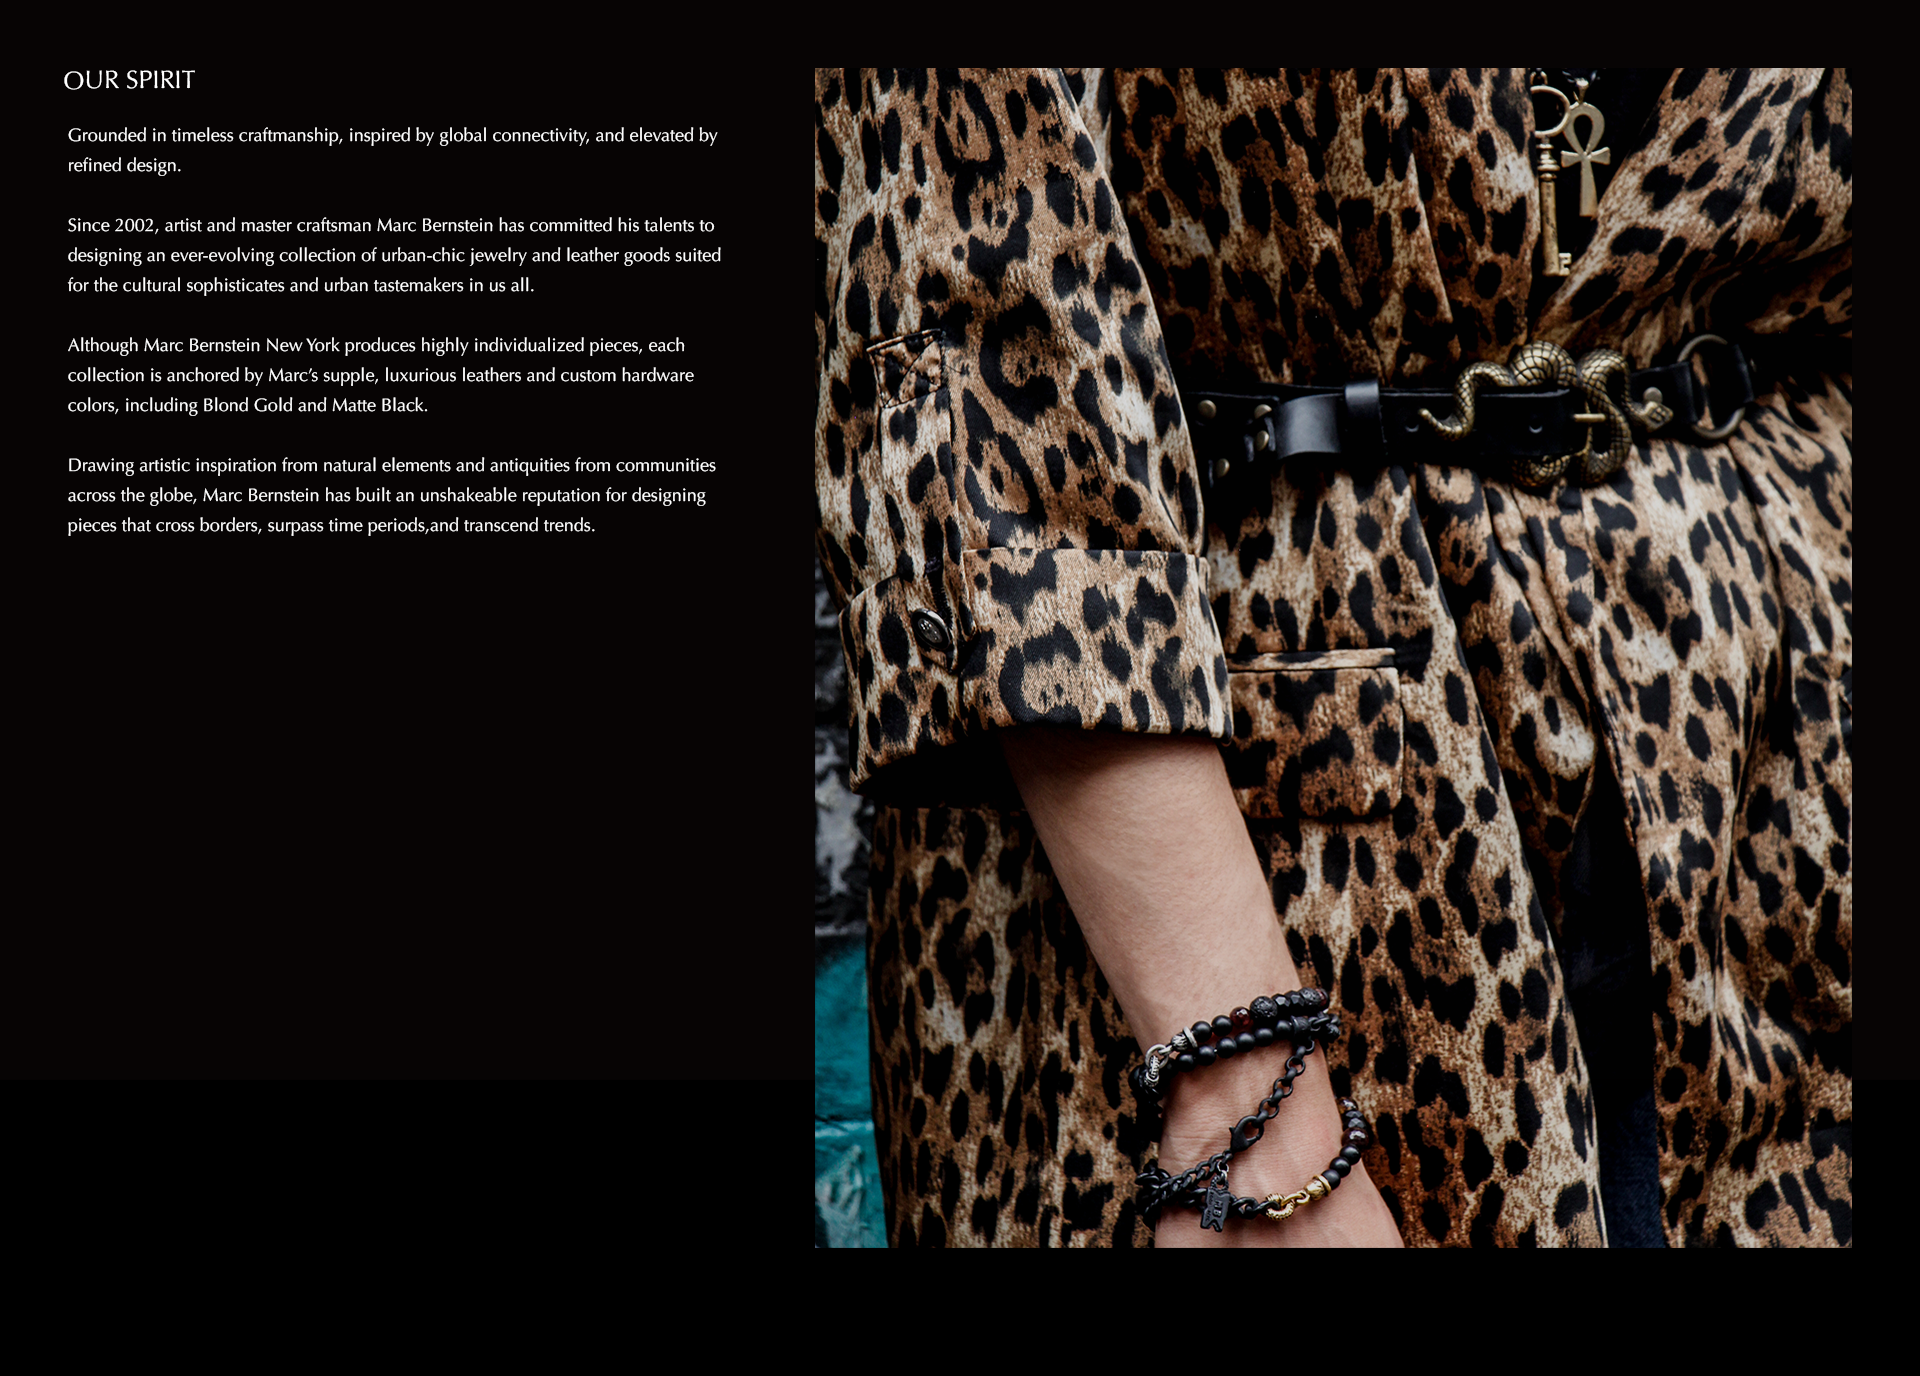 OUR SPIRIT
Grounded in timeless craftmanship, inspired by global connectivity, and elevated by
refined design.
Since 2002, artist and master craftsman Marc Bernstein has committed his talents to
designing an ever-evolving collection of urban-chic jewelry and leather goods suited
for the cultural sophisticates and urban tastemakers in us all.
Although Marc Bernstein New York produces highly individualized pieces, each
collection is anchored by Marc’s supple, luxurious leathers and custom hardware
colors, including Blond Gold and Matte Black.
Drawing artistic inspiration from natural elements and antiquities from communities
across the globe, Marc Bernstein has built an unshakeable reputation for designing
pieces that cross borders, surpass time periods,and transcend trends.